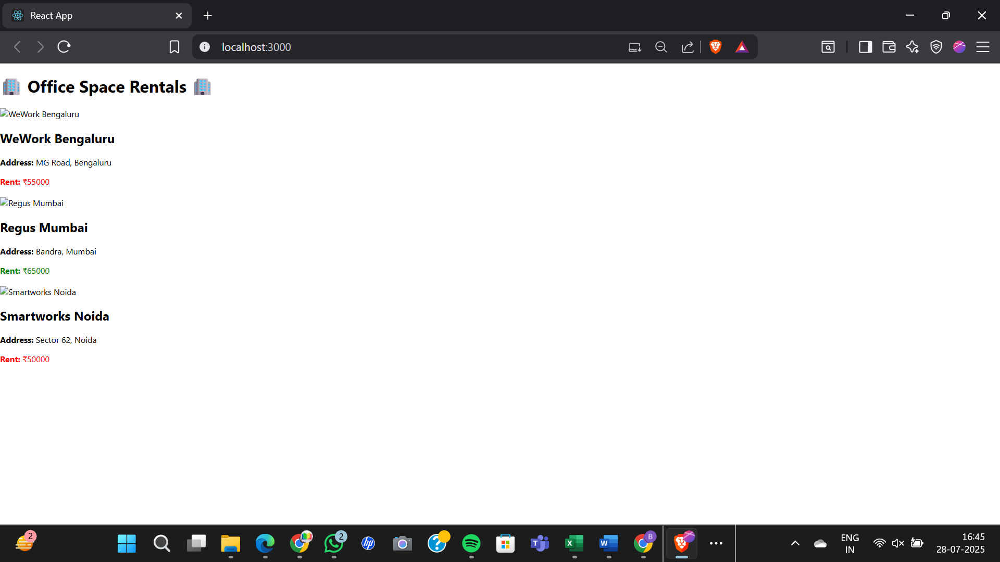 React App
localhost:3000
Office Space Rentals
WeWork Bengaluru
WeWork Bengaluru
Address: MG Road, Bengaluru
Rent: ₹55000
Regus Mumbai
Regus Mumbai
Address: Bandra, Mumbai
Rent: ₹65000
Smartworks Noida
Smartworks Noida
Address: Sector 62, Noida
Rent: ₹50000
2
2
hp
?
T
X
W
B
ENG
IN
16:45
28-07-2025